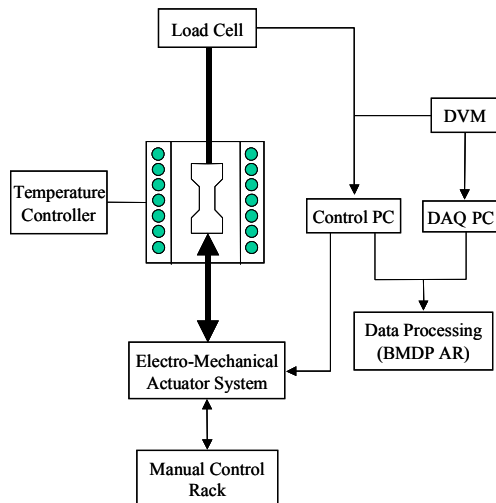 Load Cell
DVM
Temperature
Controller
Control PC
DAQ PC
Data Processing
(BMDP AR)
Electro-Mechanical
Actuator System
Manual Control
Rack